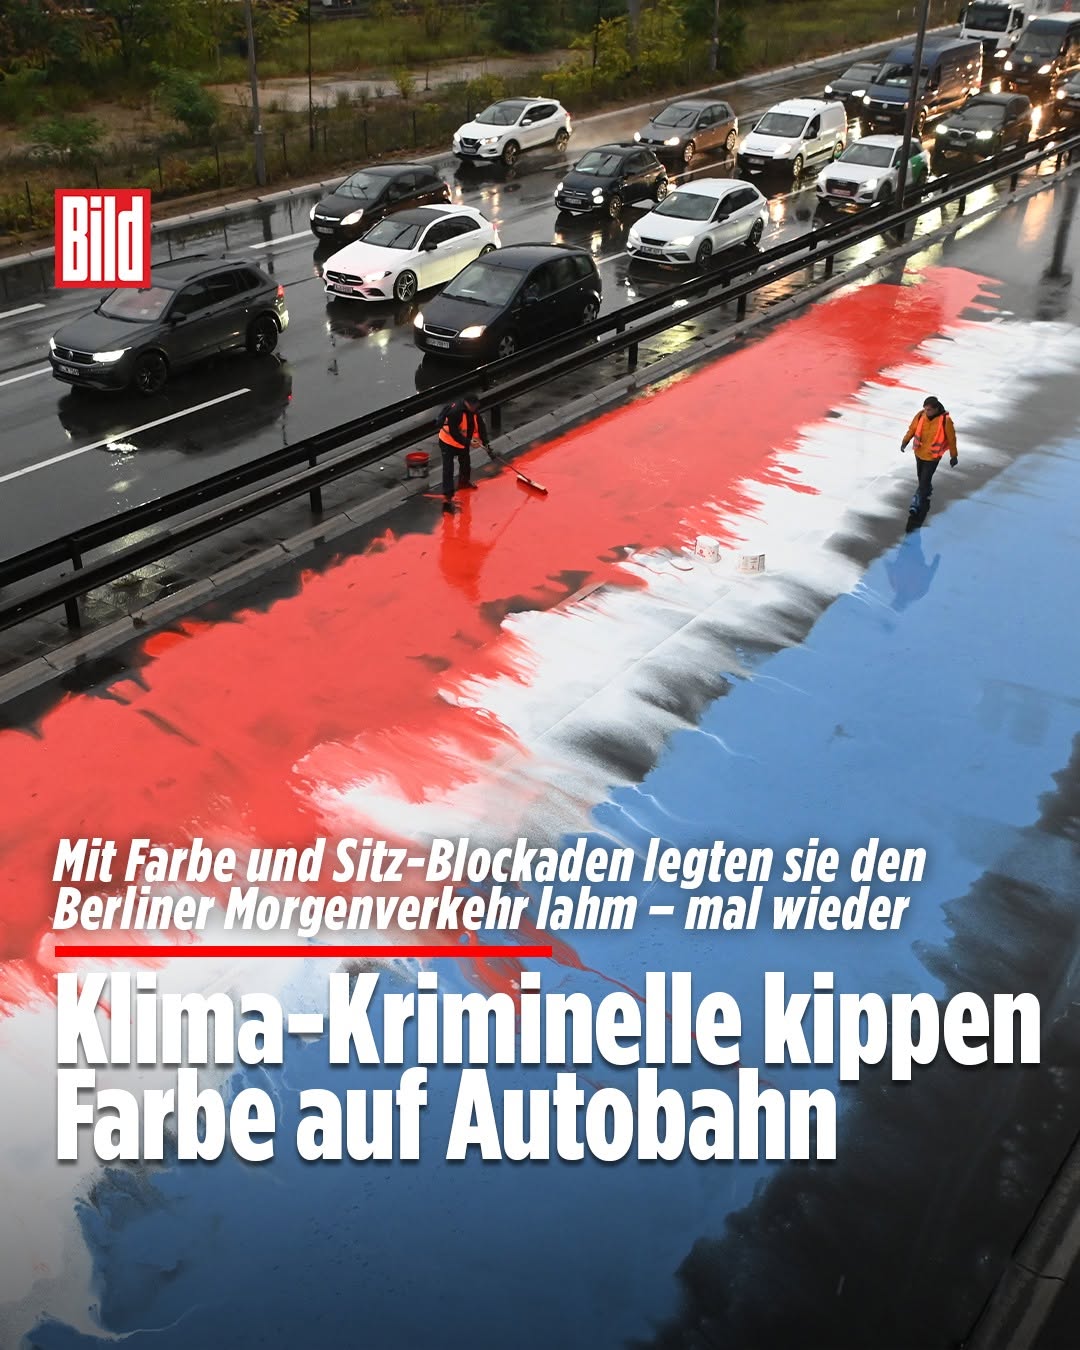 Bild
Mit Farbe und Sitz-Blockaden legten sie den
Berliner Morgenverkehr lahm – mal wieder
Klima-Kriminelle kippen
Farbe auf Autobahn